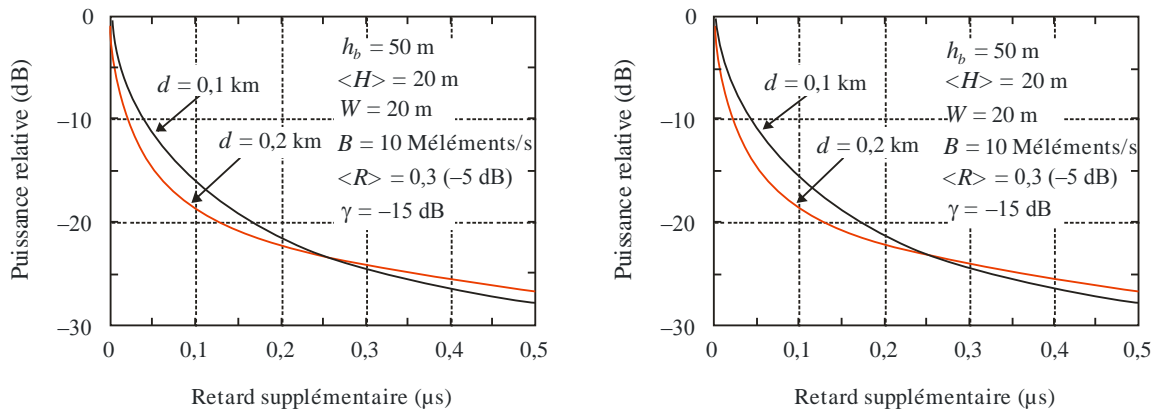 Puissance relative (dB)
0
–10
–20
–30
h_b = 50 m
<H> = 20 m
d = 0,1 km
W = 20 m
d = 0,2 km
B = 10 Méléments/s
<R> = 0,3 (–5 dB)
γ = –15 dB
0 0,1 0,2 0,3 0,4 0,5
Retard supplémentaire (µs)
Puissance relative (dB)
0
–10
–20
–30
h_b = 50 m
<H> = 20 m
d = 0,1 km
W = 20 m
d = 0,2 km
B = 10 Méléments/s
<R> = 0,3 (–5 dB)
γ = –15 dB
0 0,1 0,2 0,3 0,4 0,5
Retard supplémentaire (µs)